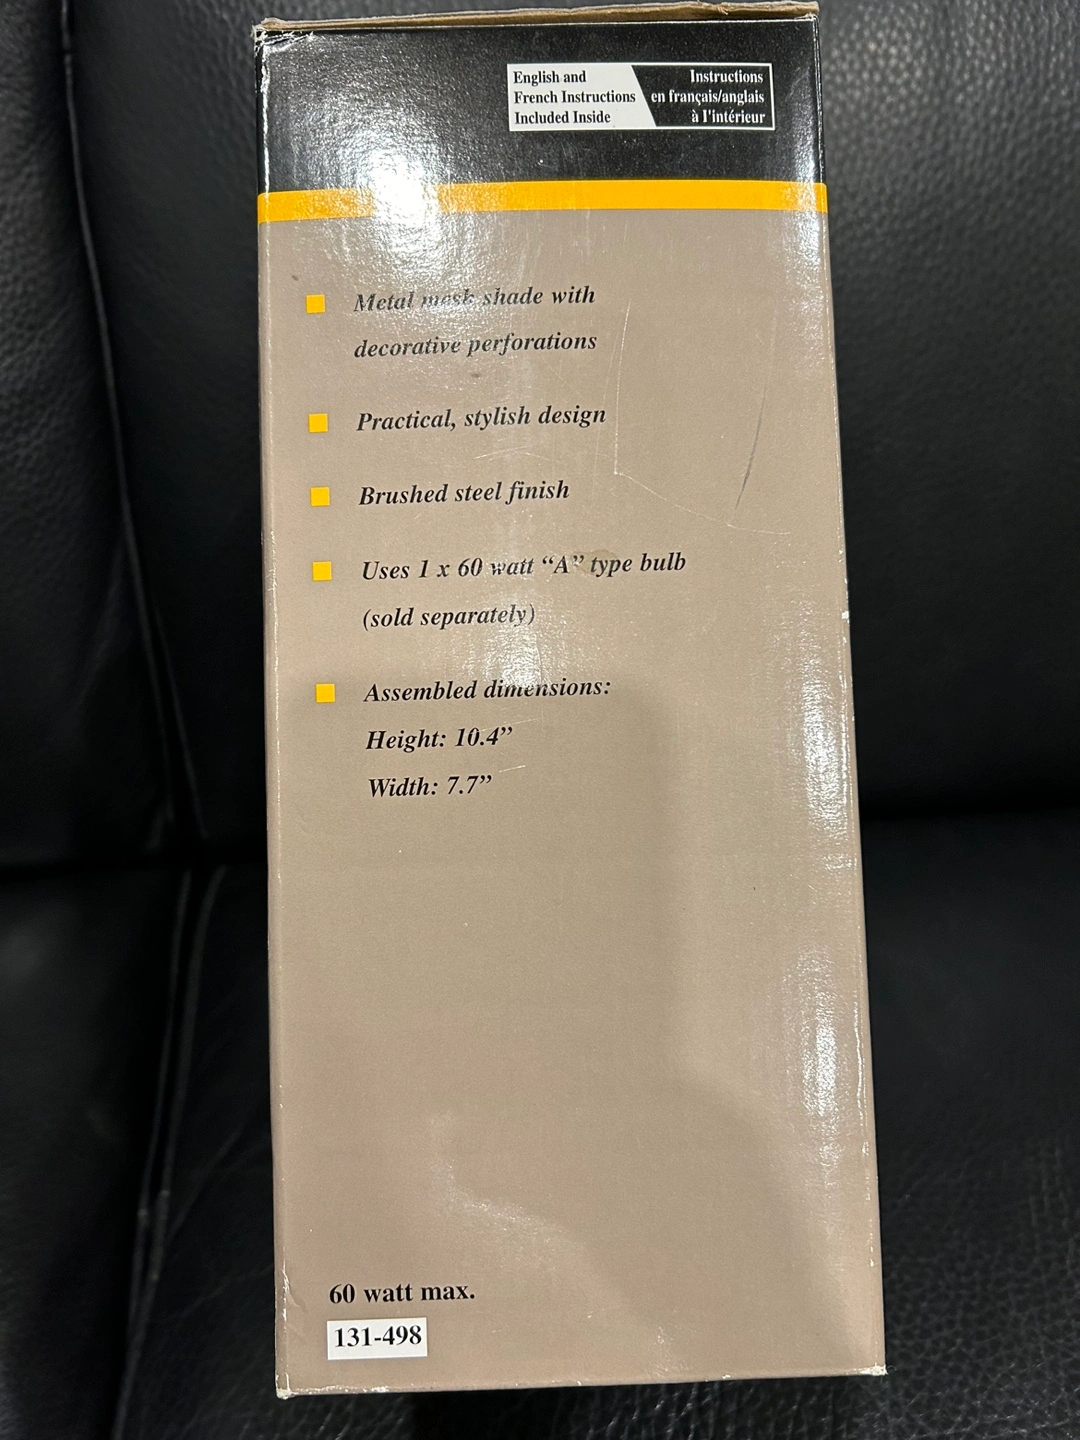 English and
French Instructions
Included Inside
Instructions
en français/anglais
à l'intérieur
Metal mesh shade with
decorative perforations
Practical, stylish design
Brushed steel finish
Uses 1 x 60 watt “A” type bulb
(sold separately)
Assembled dimensions:
Height: 10.4”
Width: 7.7”
60 watt max.
131-498